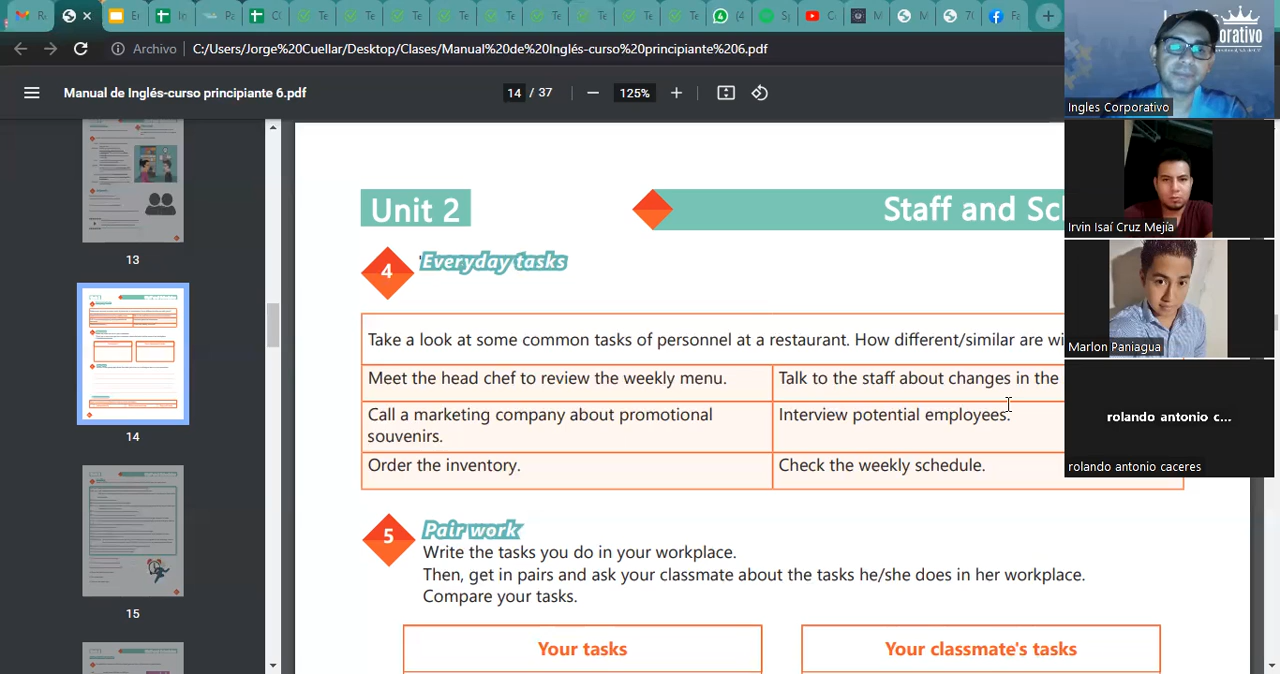 Archivo C:/Users/Jorge%20Cuellar/Desktop/Clases/Manual%20de%20Inglés-curso%20principiante%206.pdf
Manual de Inglés-curso principiante 6.pdf 14 / 37 125%
Ingles Corporativo
Irvin Isaí Cruz Mejía
Marlon Paniagua
rolando antonio c...
rolando antonio caceres
13
14
15
Unit 2
Staff and Sc
4 Everyday tasks
Take a look at some common tasks of personnel at a restaurant. How different/similar are wi
Meet the head chef to review the weekly menu. Talk to the staff about changes in the
Call a marketing company about promotional souvenirs. Interview potential employees.
Order the inventory. Check the weekly schedule.
5 Pair work
Write the tasks you do in your workplace.
Then, get in pairs and ask your classmate about the tasks he/she does in her workplace.
Compare your tasks.
Your tasks Your classmate's tasks